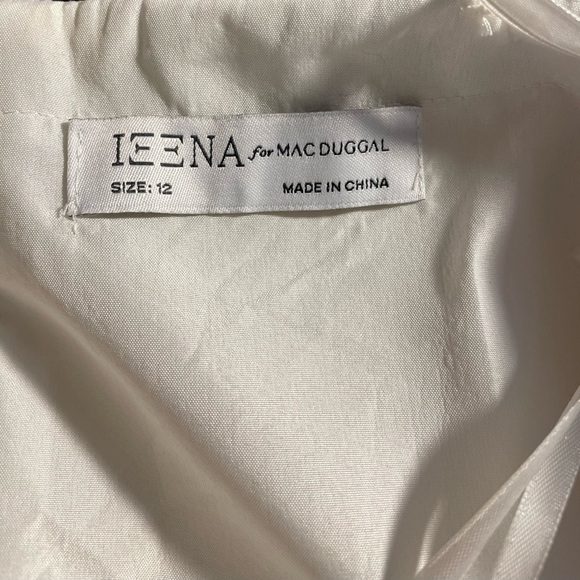 IEENA for MAC DUGGAL
SIZE: 12 MADE IN CHINA